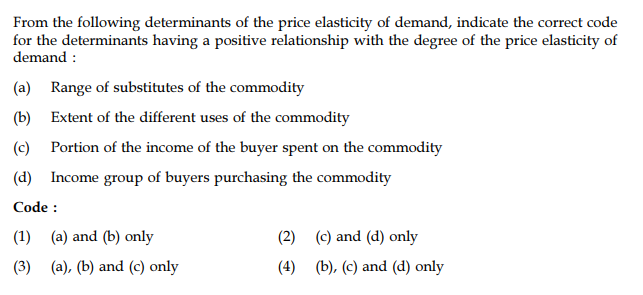 From the following determinants of the price elasticity of demand, indicate the correct code
for the determinants having a positive relationship with the degree of the price elasticity of
demand :
(a) Range of substitutes of the commodity
(b) Extent of the different uses of the commodity
(c) Portion of the income of the buyer spent on the commodity
(d) Income group of buyers purchasing the commodity
Code :
(1) (a) and (b) only (2) (c) and (d) only
(3) (a), (b) and (c) only (4) (b), (c) and (d) only